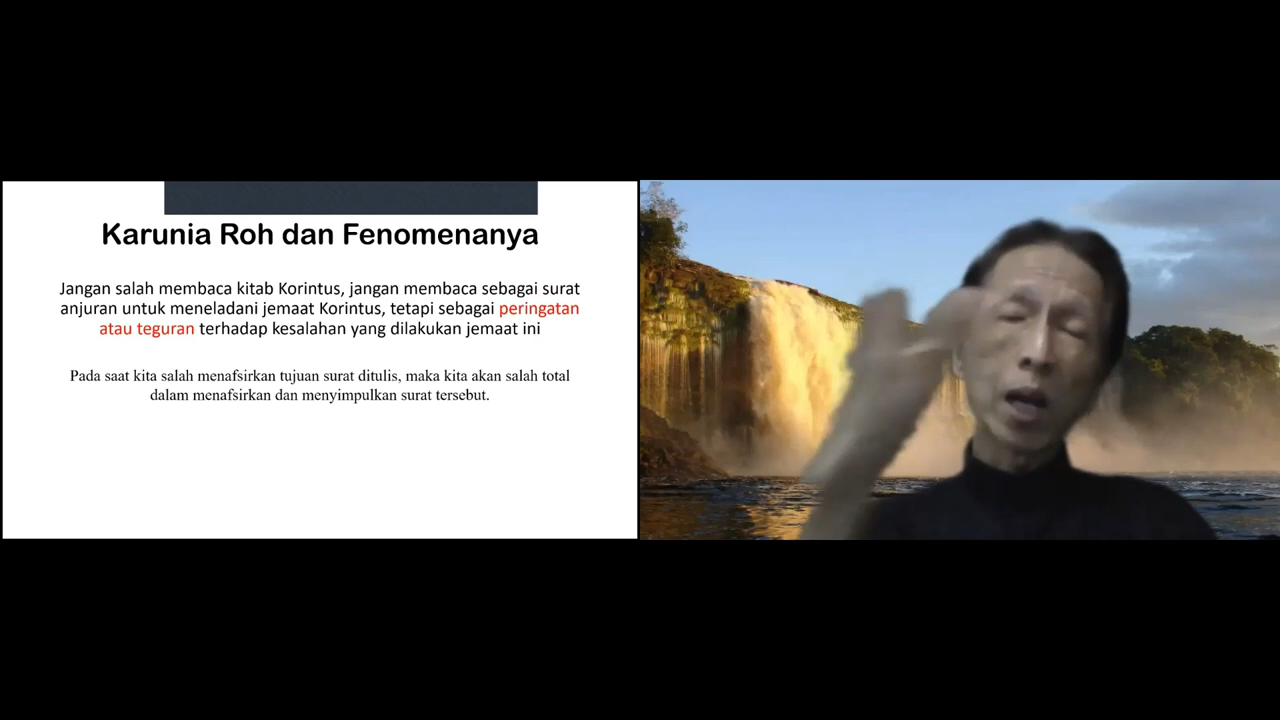 Karunia Roh dan Fenomenanya
Jangan salah membaca kitab Korintus, jangan membaca sebagai surat
anjuran untuk meneladani jemaat Korintus, tetapi sebagai peringatan
atau teguran terhadap kesalahan yang dilakukan jemaat ini
Pada saat kita salah menafsirkan tujuan surat ditulis, maka kita akan salah total
dalam menafsirkan dan menyimpulkan surat tersebut.